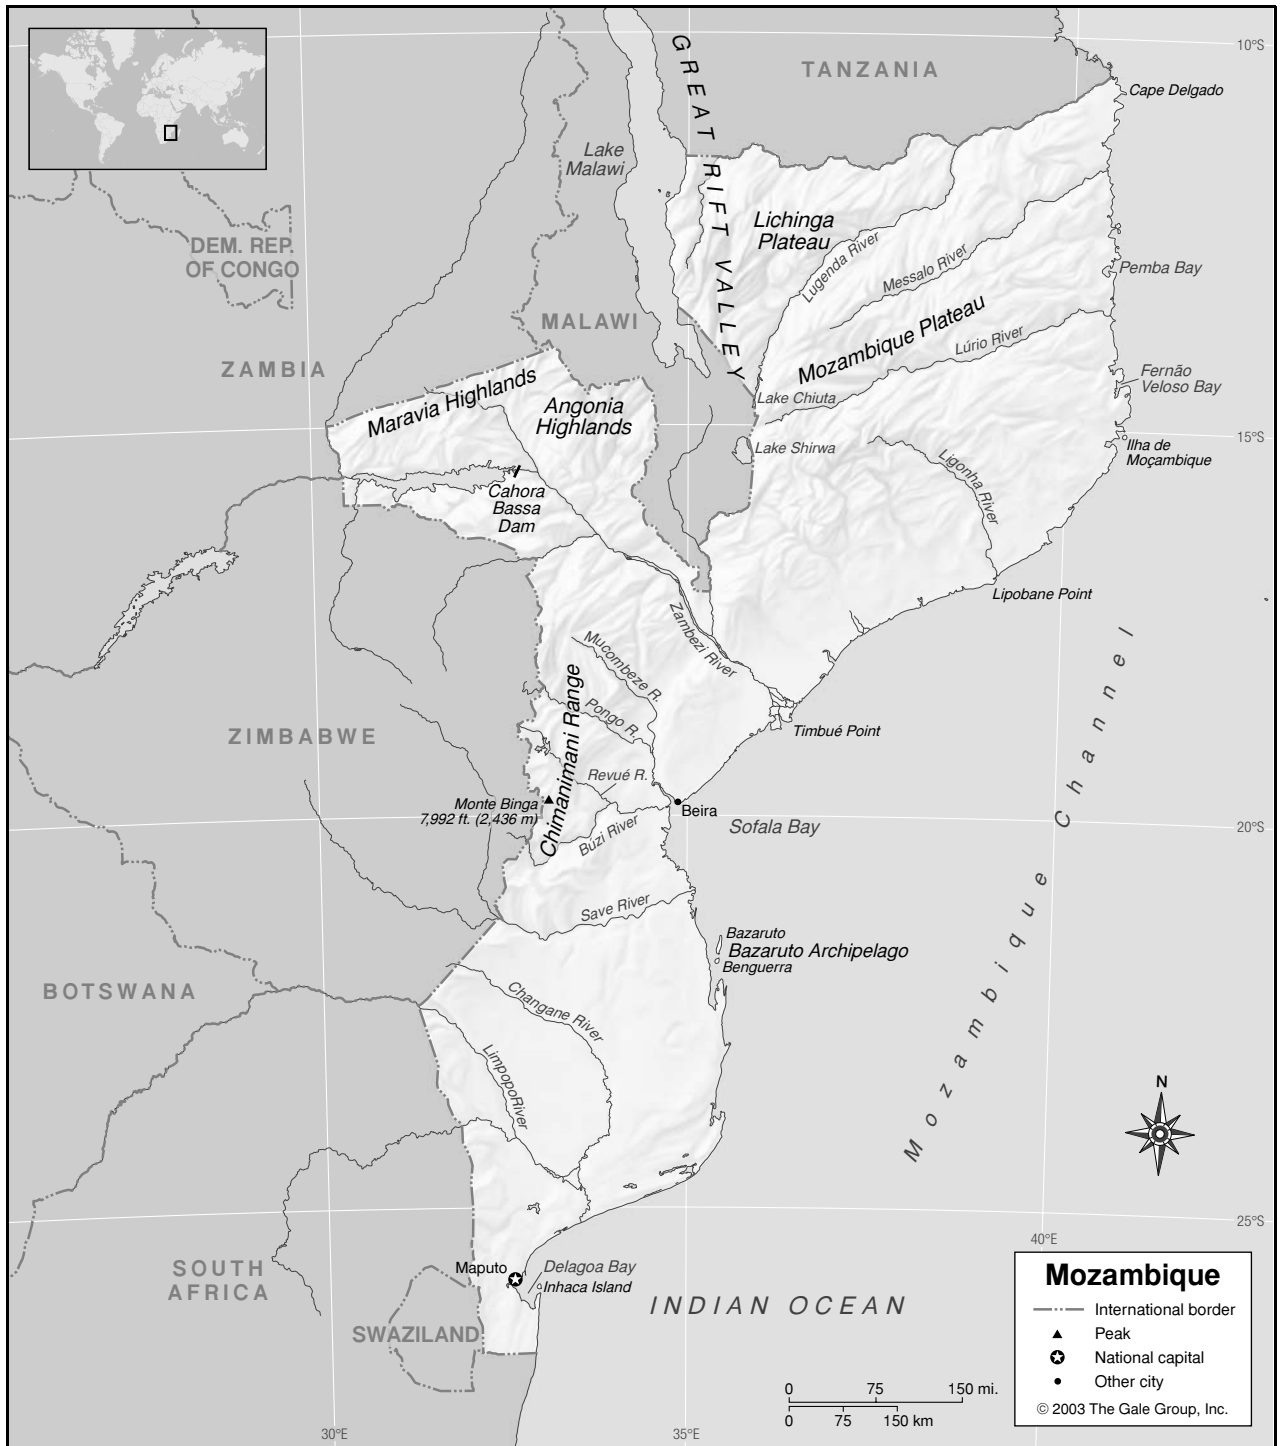 10°S
GREAT RIFT VALLEY
TANZANIA
Cape Delgado
Lake
Malawi
Lichinga
Plateau
DEM. REP.
OF CONGO
Lugenda River
Messalo River
Pemba Bay
MALAWI
Mozambique Plateau
Lúrio River
ZAMBIA
Maravia Highlands
Fernão
Veloso Bay
Angonia
Highlands
Lake Chiuta
15°S
Lake Shirwa
Ilha de
Moçambique
Ligonha River
Cahora
Bassa
Dam
Lipobane Point
Zambezi River
Mucombeze R.
Pongo R.
Chimanimani Range
Timbué Point
ZIMBABWE
Revué R.
Monte Binga
7,992 ft. (2,436 m)
Beira
Búzi River
Sofala Bay
20°S
Mozambique Channel
Save River
Bazaruto
Bazaruto Archipelago
Benguerra
BOTSWANA
Changane River
LimpopoRiver
N
25°S
40°E
SOUTH
AFRICA
Maputo
Delagoa Bay
Inhaca Island
INDIAN OCEAN
SWAZILAND
Mozambique
International border
Peak
National capital
Other city
© 2003 The Gale Group, Inc.
0 75 150 mi.
0 75 150 km
30°E
35°E